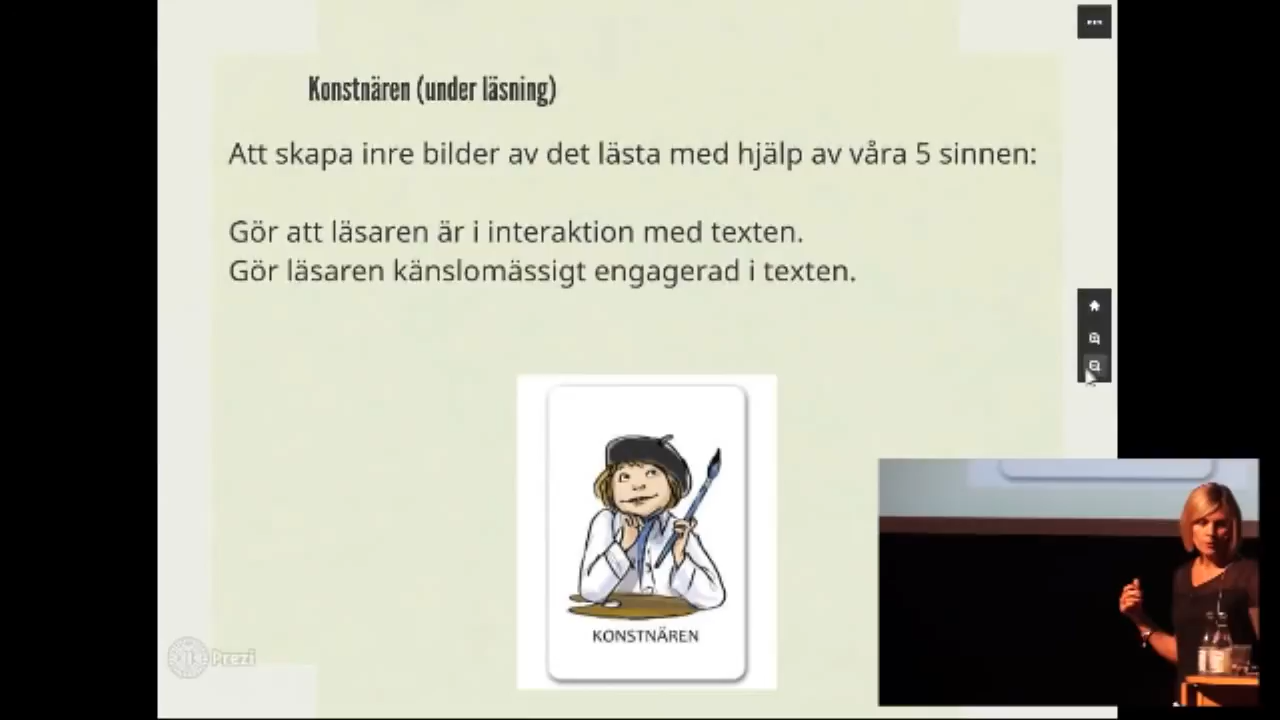 Konstnären (under läsning)
Att skapa inre bilder av det lästa med hjälp av våra 5 sinnen:
Gör att läsaren är i interaktion med texten.
Gör läsaren känslomässigt engagerad i texten.
KONSTNÄREN
Prezi